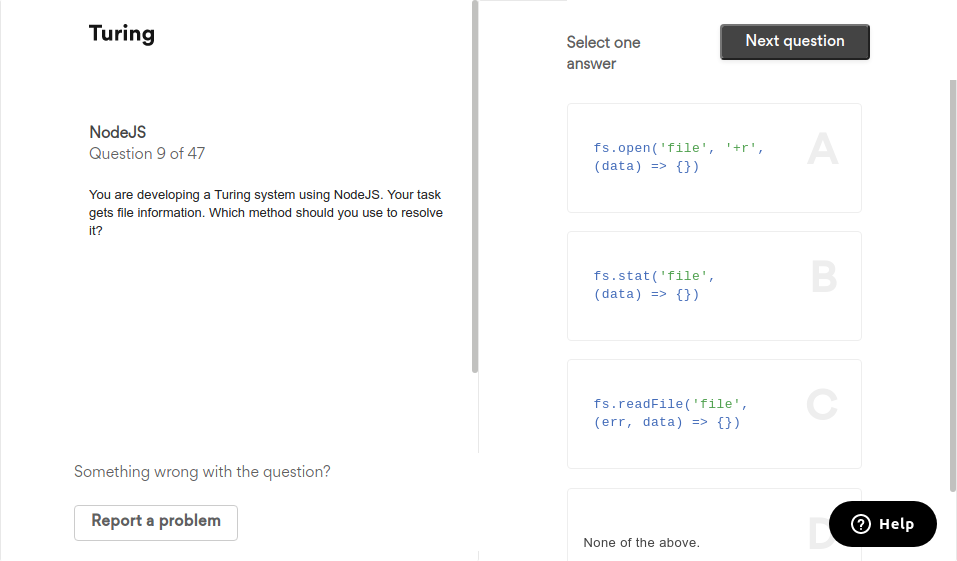 Turing
NodeJS
Question 9 of 47
You are developing a Turing system using NodeJS. Your task
gets file information. Which method should you use to resolve
it?
Something wrong with the question?
Report a problem
Select one
answer
Next question
fs.open('file', '+r',
(data) => {})
A
fs.stat('file',
(data) => {})
B
fs.readFile('file',
(err, data) => {})
C
None of the above.
D
? Help